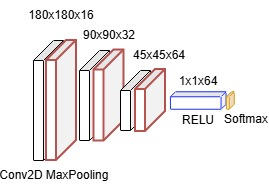 180x180x16
90x90x32
45x45x64
1x1x64
RELU
Softmax
Conv2D MaxPooling